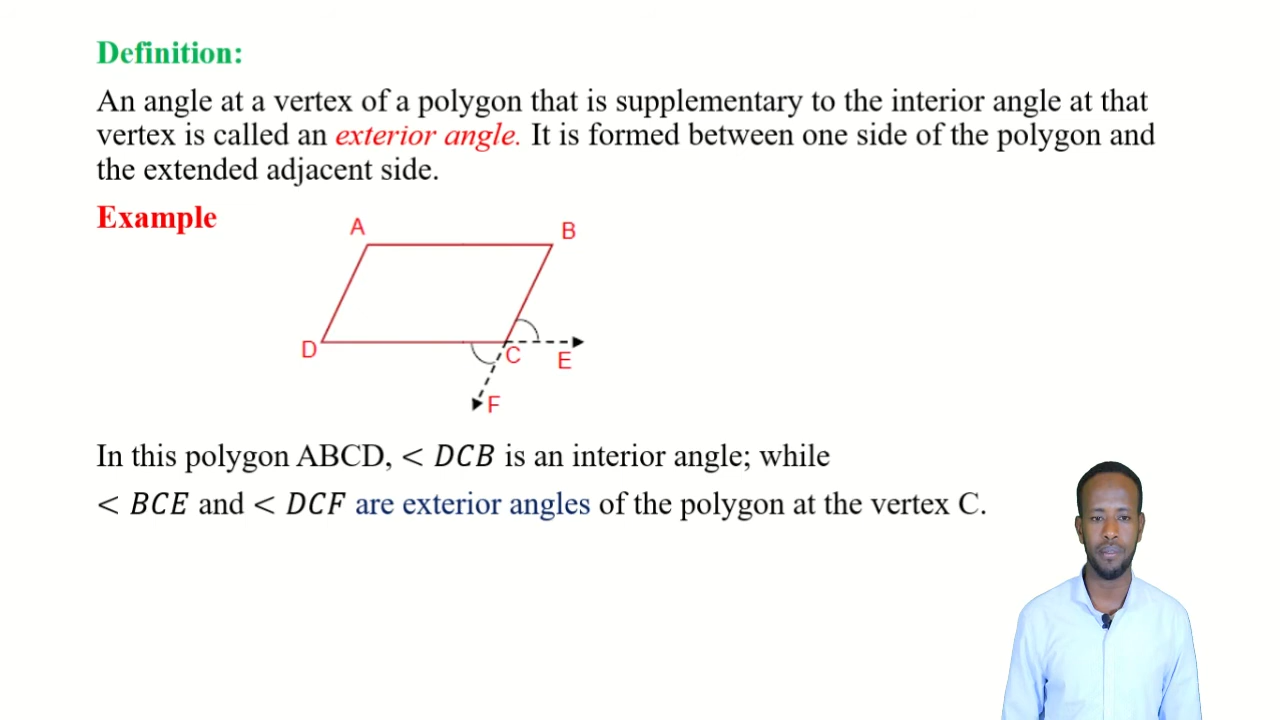 Definition:
An angle at a vertex of a polygon that is supplementary to the interior angle at that
vertex is called an exterior angle. It is formed between one side of the polygon and
the extended adjacent side.
Example
A
B
D
C
E
F
In this polygon ABCD, < DCB is an interior angle; while
< BCE and < DCF are exterior angles of the polygon at the vertex C.